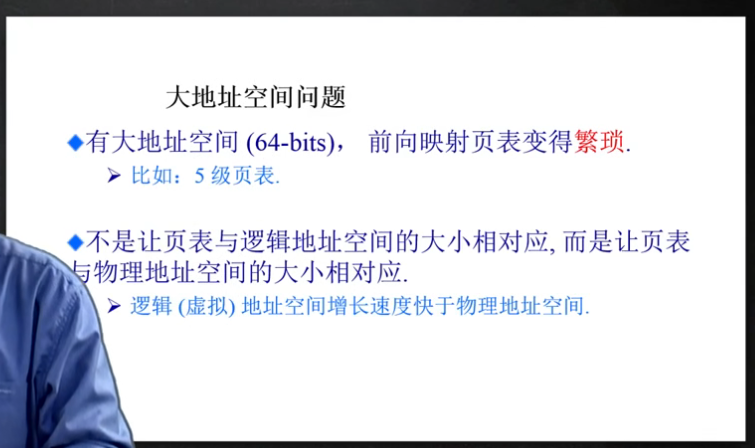 大地址空间问题
有大地址空间 (64-bits)， 前向映射页表变得繁琐.
比如：5 级页表.
不是让页表与逻辑地址空间的大小相对应, 而是让页表
与物理地址空间的大小相对应.
逻辑 (虚拟) 地址空间增长速度快于物理地址空间.